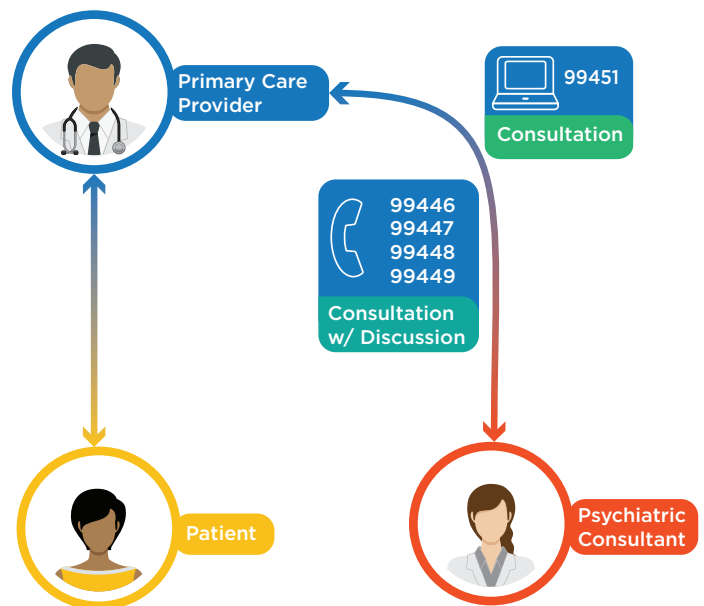 Primary Care
Provider
99451
Consultation
99446
99447
99448
99449
Consultation
w/ Discussion
Patient
Psychiatric
Consultant